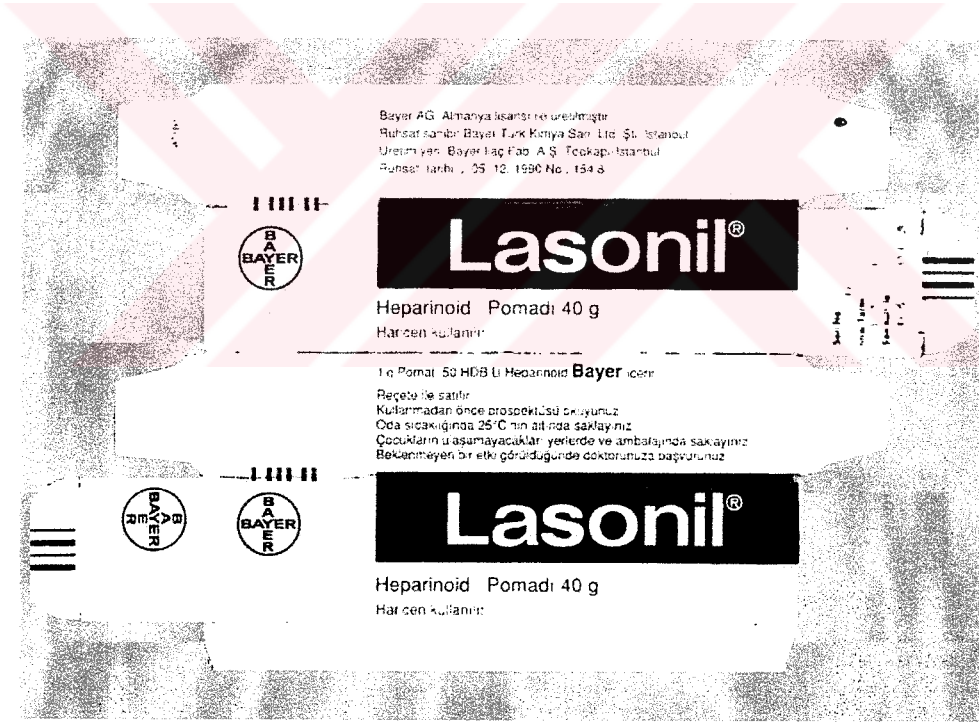 Bayer AG. Almanya lisansı ile üretilmiştir
Ruhsat sahibi: Bayer Türk Kimya San. Ltd. Şti. İstanbul
Üretim yeri: Bayer İlaç Fab. A.Ş. Topkapı-İstanbul
Ruhsat Tarihi: 05. 12. 1990 No.: 154
BAYER
BAYER
Lasonil®
Heparinoid Pomadı 40 g
Haricen kullanılır
1 g Pomat 50 HDB Ü Heparinoid Bayer içerir
Reçete ile satılır
Kullanmadan önce prospektüsü okuyunuz
Oda sıcaklığında 25°C nin altında saklayınız
Çocukların ulaşamayacakları yerlerde ve ambalajında saklayınız
Beklenmeyen bir etki görüldüğünde doktorunuza başvurunuz
BAYER
BAYER
BAYER
BAYER
Lasonil®
Heparinoid Pomadı 40 g
Haricen kullanılır